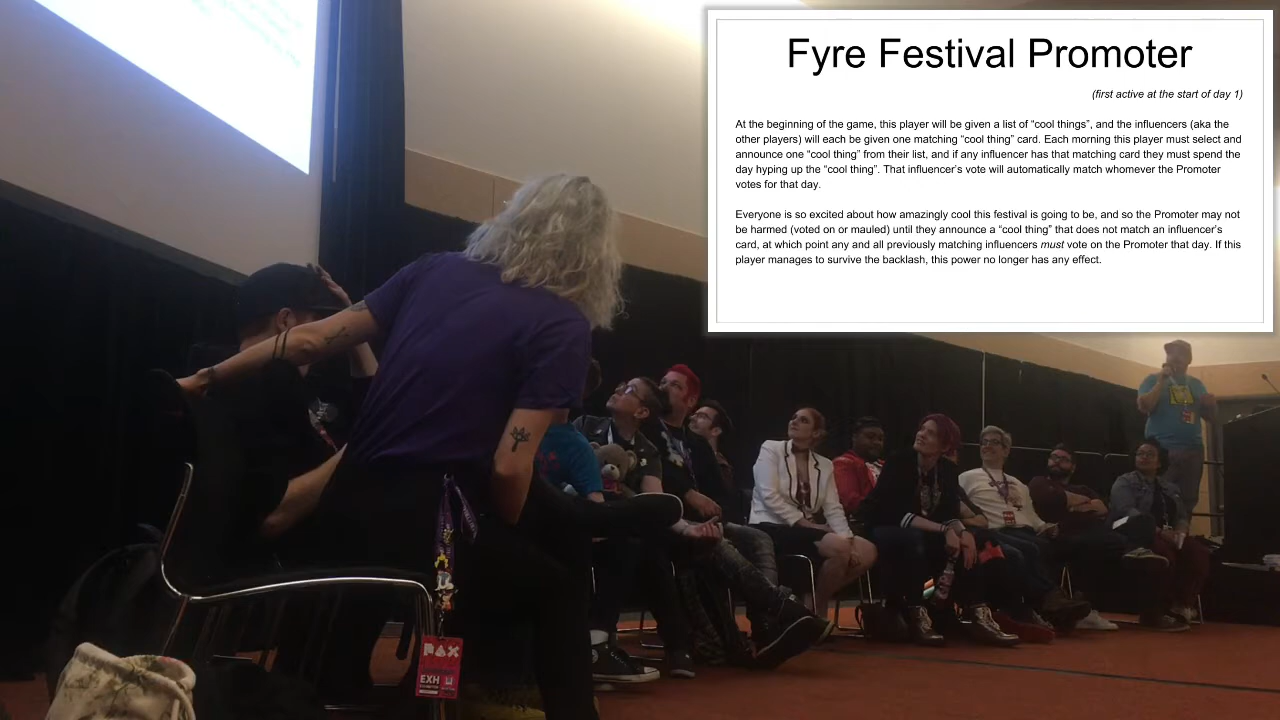 Fyre Festival Promoter
(first active at the start of day 1)
At the beginning of the game, this player will be given a list of “cool things”, and the influencers (aka the
other players) will each be given one matching “cool thing” card. Each morning this player must select and
announce one “cool thing” from their list, and if any influencer has that matching card they must spend the
day hyping up the “cool thing”. That influencer’s vote will automatically match whomever the Promoter
votes for that day.
Everyone is so excited about how amazingly cool this festival is going to be, and so the Promoter may not
be harmed (voted on or mauled) until they announce a “cool thing” that does not match an influencer’s
card, at which point any and all previously matching influencers must vote on the Promoter that day. If this
player manages to survive the backlash, this power no longer has any effect.
PAX
EXH